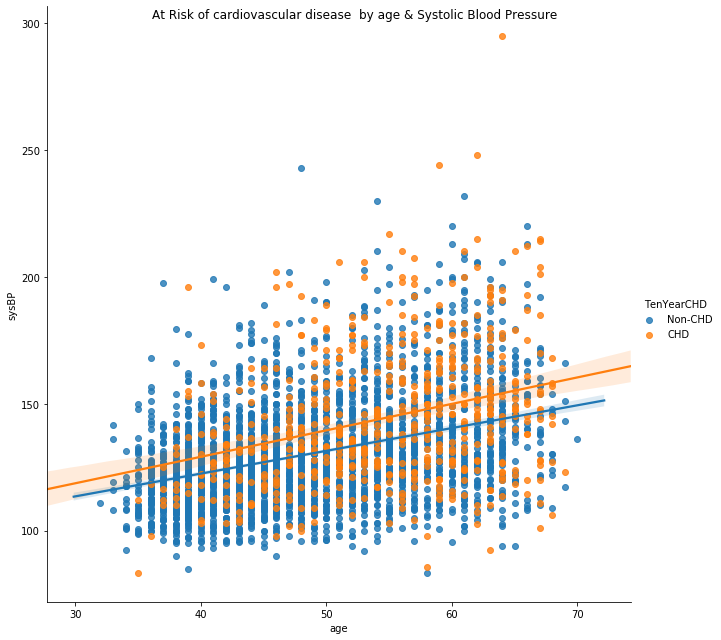 At Risk of cardiovascular disease  by age & Systolic Blood Pressure
300
250
200
150
100
sysBP
30 40 50 60 70
age
TenYearCHD
Non-CHD
CHD